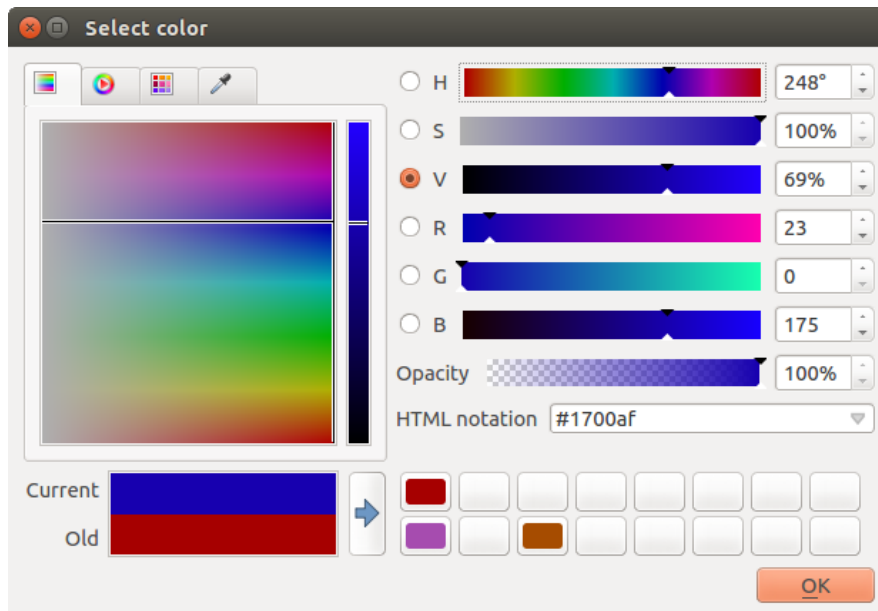 Select color
H 248°
S 100%
V 69%
R 23
G 0
B 175
Opacity 100%
HTML notation #1700af
Current
Old
OK